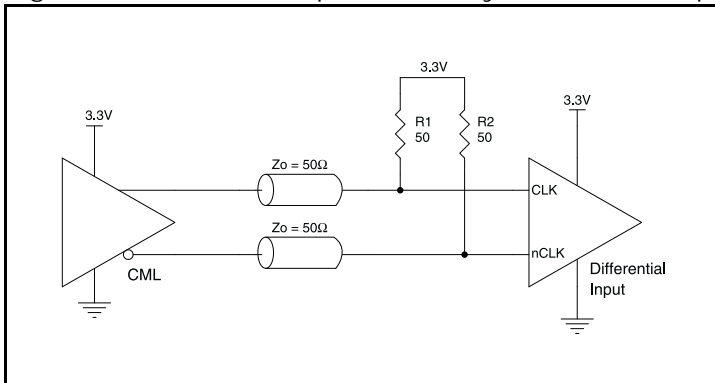 3.3V
3.3V
3.3V
R1
50
R2
50
Zo = 50Ω
CLK
Zo = 50Ω
nCLK
CML
Differential
Input